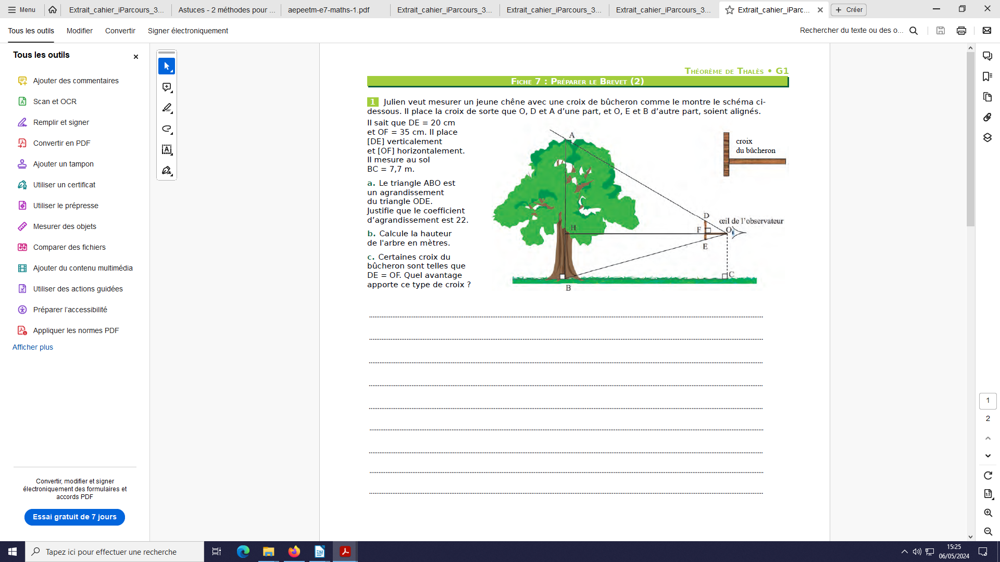 Menu
Extrait_cahier_iParcours_3...
Astuces - 2 méthodes pour ...
aepeetm-e7-maths-1.pdf
Extrait_cahier_iParcours_3...
Extrait_cahier_iParcours_3...
Extrait_cahier_iParcours_3...
Extrait_cahier_iParc...
Créer
Tous les outils
Modifier
Convertir
Signer électroniquement
Rechercher du texte ou des o...
Tous les outils
Ajouter des commentaires
Scan et OCR
Remplir et signer
Convertir en PDF
Ajouter un tampon
Utiliser un certificat
Utiliser le prépresse
Mesurer des objets
Comparer des fichiers
Ajouter du contenu multimédia
Utiliser des actions guidées
Préparer l'accessibilité
Appliquer les normes PDF
Afficher plus
Convertir, modifier et signer
électroniquement des formulaires et
accords PDF
Essai gratuit de 7 jours
Théorème de Thalès • G1
Fiche 7 : Préparer le Brevet (2)
1 Julien veut mesurer un jeune chêne avec une croix de bûcheron comme le montre le schéma ci-
dessous. Il place la croix de sorte que O, D et A d'une part, et O, E et B d'autre part, soient alignés.
Il sait que DE = 20 cm
et OF = 35 cm. Il place
[DE] verticalement
et [OF] horizontalement.
Il mesure au sol
BC = 7,7 m.
a. Le triangle ABO est
un agrandissement
du triangle ODE.
Justifie que le coefficient
d'agrandissement est 22.
b. Calcule la hauteur
de l'arbre en mètres.
c. Certaines croix du
bûcheron sont telles que
DE = OF. Quel avantage
apporte ce type de croix ?
A
croix
du bûcheron
D
œil de l'observateur
H
F
O
E
C
B
1
2
Tapez ici pour effectuer une recherche
15:25
06/05/2024